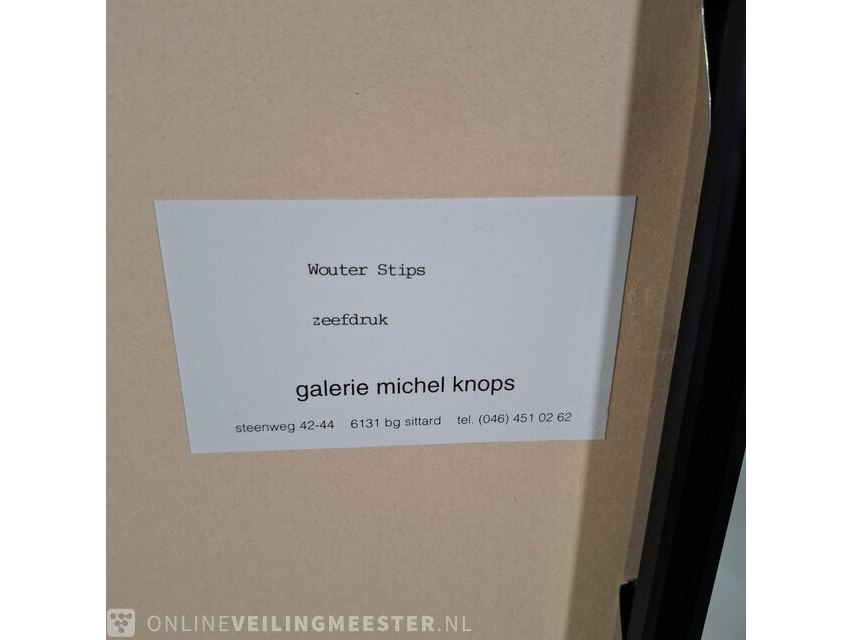 Wouter Stips
zeefdruk
galerie michel knops
steenweg 42-44 6131 bg sittard tel. (046) 451 02 62
ONLINEVEILINGMEESTER.NL